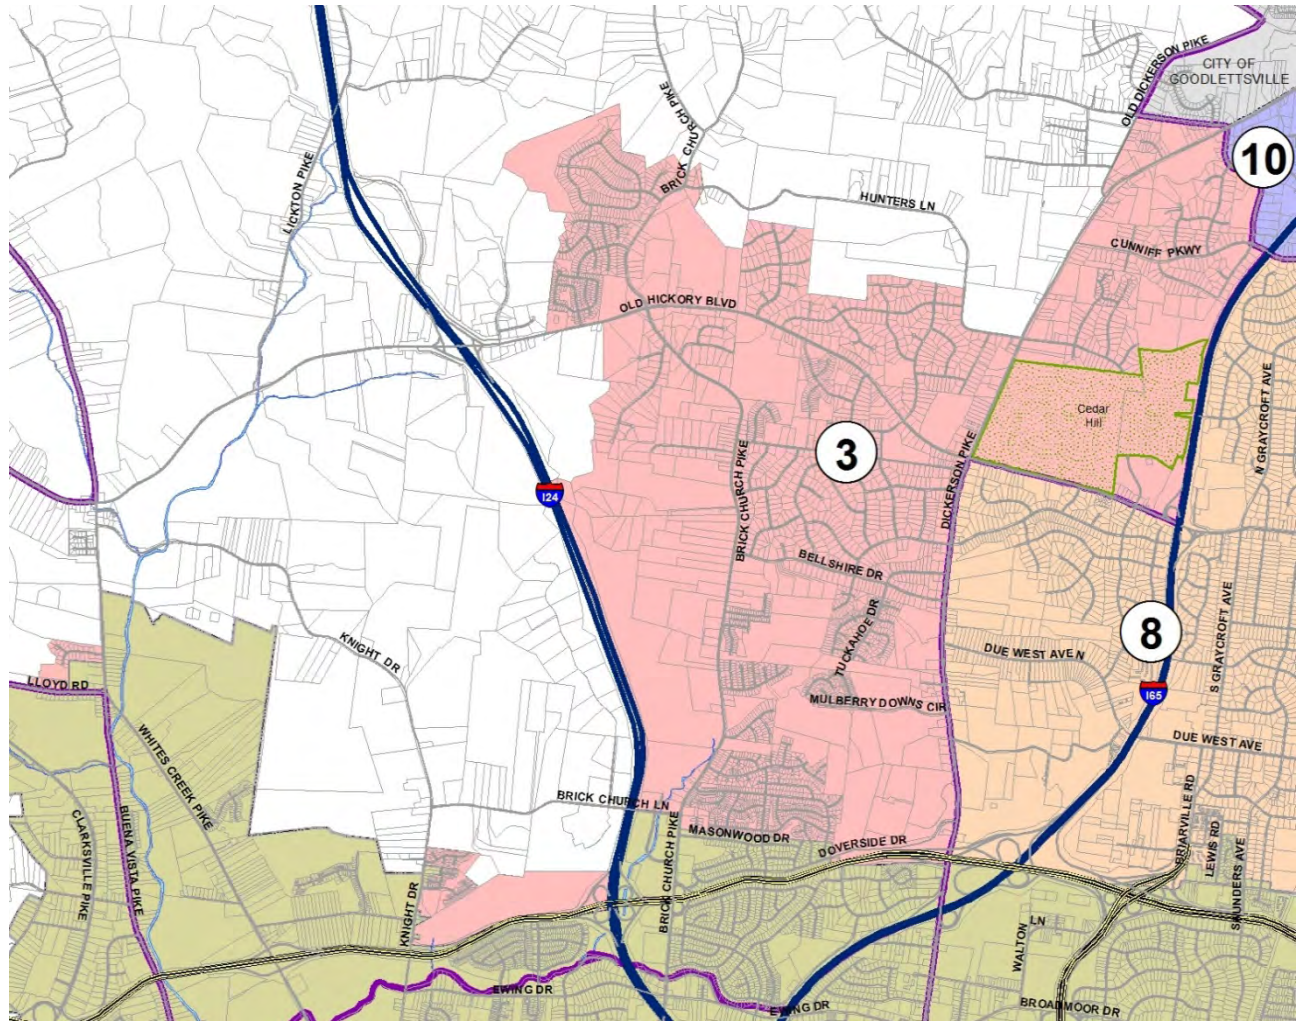 OLD DICKERSON PIKE
CITY OF
GOODLETTSVILLE
10
BRICK CHURCH PIKE
LICKTON PIKE
HUNTERS LN
CUNNIFF PKWY
OLD HICKORY BLVD
N GRAYCROFT AVE
Cedar
Hill
3
DICKERSON PIKE
BRICK CHURCH PIKE
I24
BELLSHIRE DR
TUCKAHOE DR
S GRAYCROFT AVE
8
DUE WEST AVE N
KNIGHT DR
LLOYD RD
I65
MULBERRY DOWNS CIR
WHITES CREEK PIKE
DUE WEST AVE
BRICK CHURCH LN
BRIARVILLE RD
CLARKSVILLE PIKE
BUENA VISTA PIKE
MASONWOOD DR
DOVERSIDE DR
LEWIS RD
SAUNDERS AVE
BRICK CHURCH PIKE
KNIGHT DR
WALTON LN
EWING DR
EWING DR
BROADMOOR DR